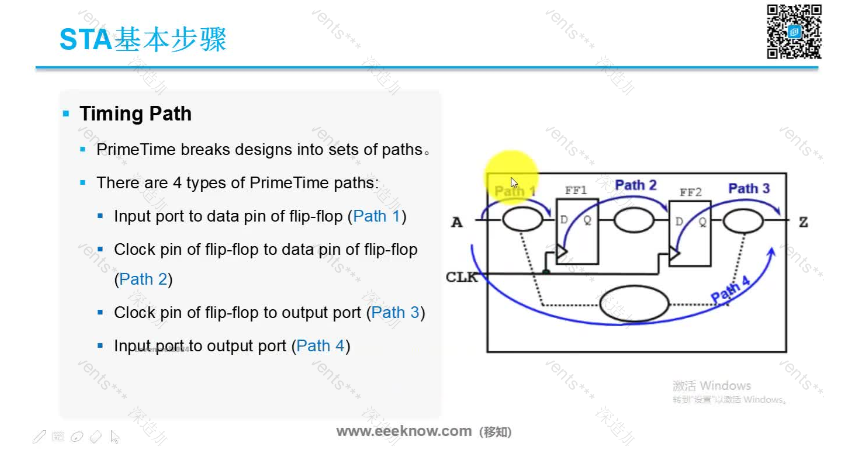 STA基本步骤
Timing Path
PrimeTime breaks designs into sets of paths。
There are 4 types of PrimeTime paths:
Input port to data pin of flip-flop (Path 1)
Clock pin of flip-flop to data pin of flip-flop
(Path 2)
Clock pin of flip-flop to output port (Path 3)
Input port to output port (Path 4)
Path 1
FF1
Path 2
FF2
Path 3
A
D
Q
D
Q
Z
CLK
Path 4
激活 Windows
转到"设置"以激活 Windows。
www.eeeknow.com (移知)